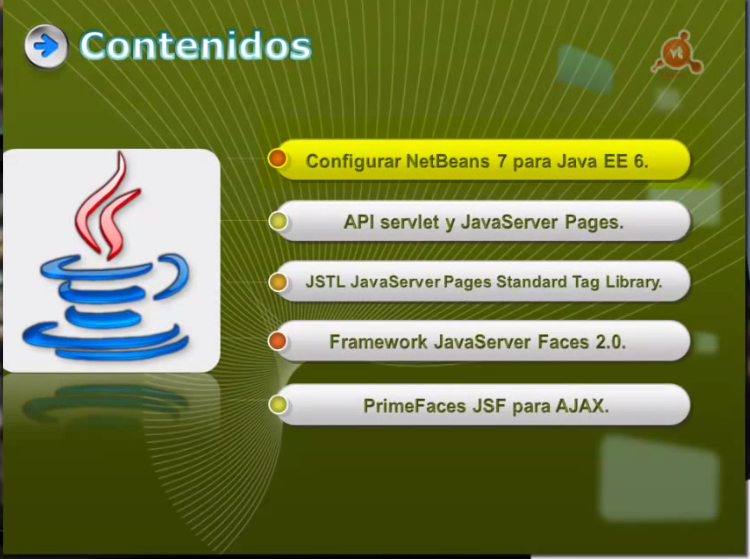 Contenidos
vt
Configurar NetBeans 7 para Java EE 6.
API servlet y JavaServer Pages.
JSTL JavaServer Pages Standard Tag Library.
Framework JavaServer Faces 2.0.
PrimeFaces JSF para AJAX.